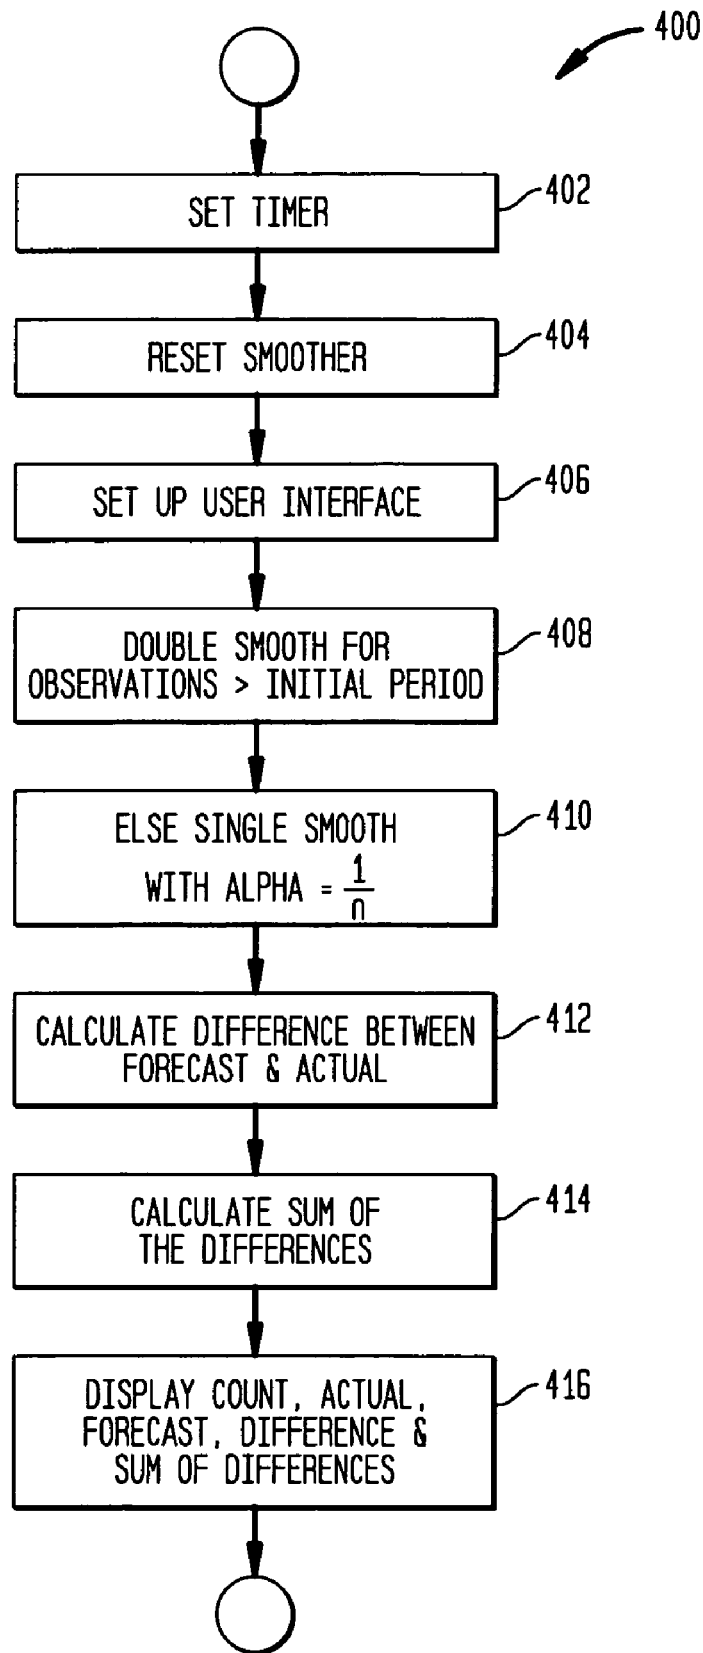 400
SET TIMER
402
RESET SMOOTHER
404
SET UP USER INTERFACE
406
DOUBLE SMOOTH FOR
OBSERVATIONS > INITIAL PERIOD
408
ELSE SINGLE SMOOTH
WITH ALPHA = 1/n
410
CALCULATE DIFFERENCE BETWEEN
FORECAST & ACTUAL
412
CALCULATE SUM OF
THE DIFFERENCES
414
DISPLAY COUNT, ACTUAL,
FORECAST, DIFFERENCE &
SUM OF DIFFERENCES
416